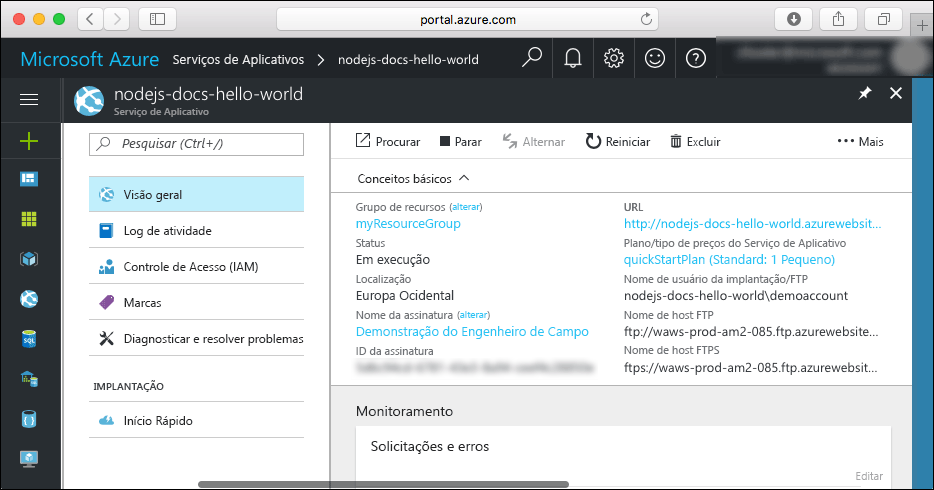 portal.azure.com
Microsoft Azure Serviços de Aplicativos > nodejs-docs-hello-world
nodejs-docs-hello-world
Serviço de Aplicativo
Pesquisar (Ctrl+/)
Visão geral
Log de atividade
Controle de Acesso (IAM)
Marcas
Diagnosticar e resolver problemas
IMPLANTAÇÃO
Início Rápido
Procurar Parar Alternar Reiniciar Excluir ••• Mais
Conceitos básicos
Grupo de recursos (alterar)
myResourceGroup
Status
Em execução
Localização
Europa Ocidental
Nome da assinatura (alterar)
Demonstração do Engenheiro de Campo
ID da assinatura
URL
http://nodejs-docs-hello-world.azurewebsit...
Plano/tipo de preços do Serviço de Aplicativo
quickStartPlan (Standard: 1 Pequeno)
Nome de usuário da implantação/FTP
nodejs-docs-hello-world\demoaccount
Nome de host FTP
ftp://waws-prod-am2-085.ftp.azurewebsite...
Nome de host FTPS
ftps://waws-prod-am2-085.ftp.azurewebsit...
Monitoramento
Solicitações e erros
Editar
SQL